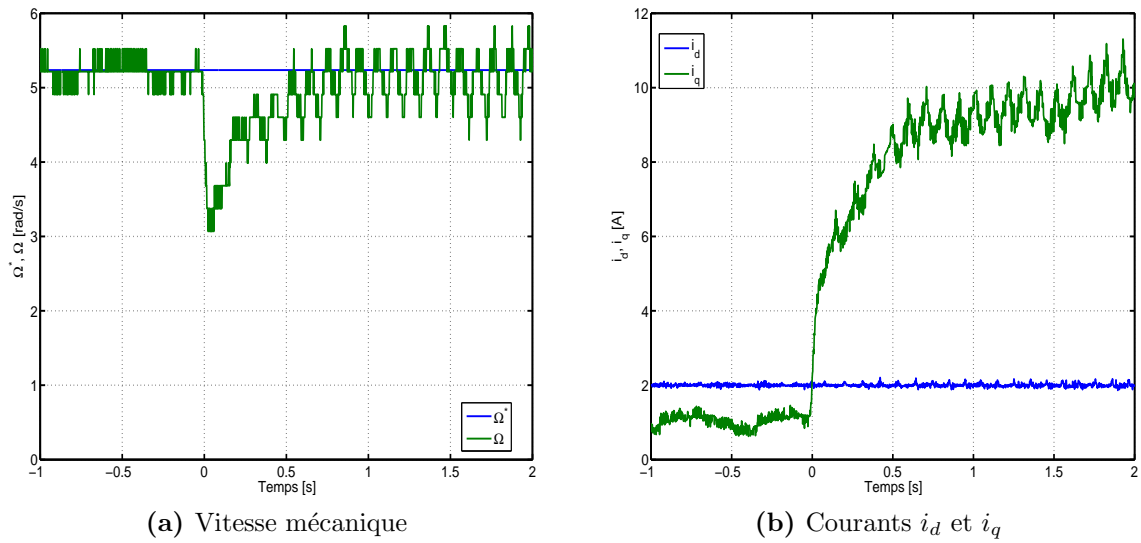 6
5
4
3
2
1
0
Ω*, Ω [rad/s]
−1 −0.5 0 0.5 1 1.5 2
Temps [s]
Ω*
Ω
(a) Vitesse mécanique
12
10
8
6
4
2
0
i_d, i_q [A]
−1 −0.5 0 0.5 1 1.5 2
Temps [s]
i_d
i_q
(b) Courants i_d et i_q